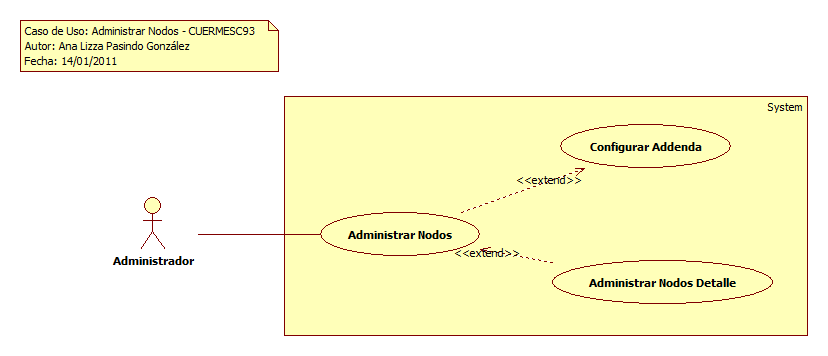 Caso de Uso: Administrar Nodos - CUERMESC93
Autor: Ana Lizza Pasindo González
Fecha: 14/01/2011
System
Configurar Addenda
<<extend>>
Administrar Nodos
<<extend>>
Administrador
Administrar Nodos Detalle